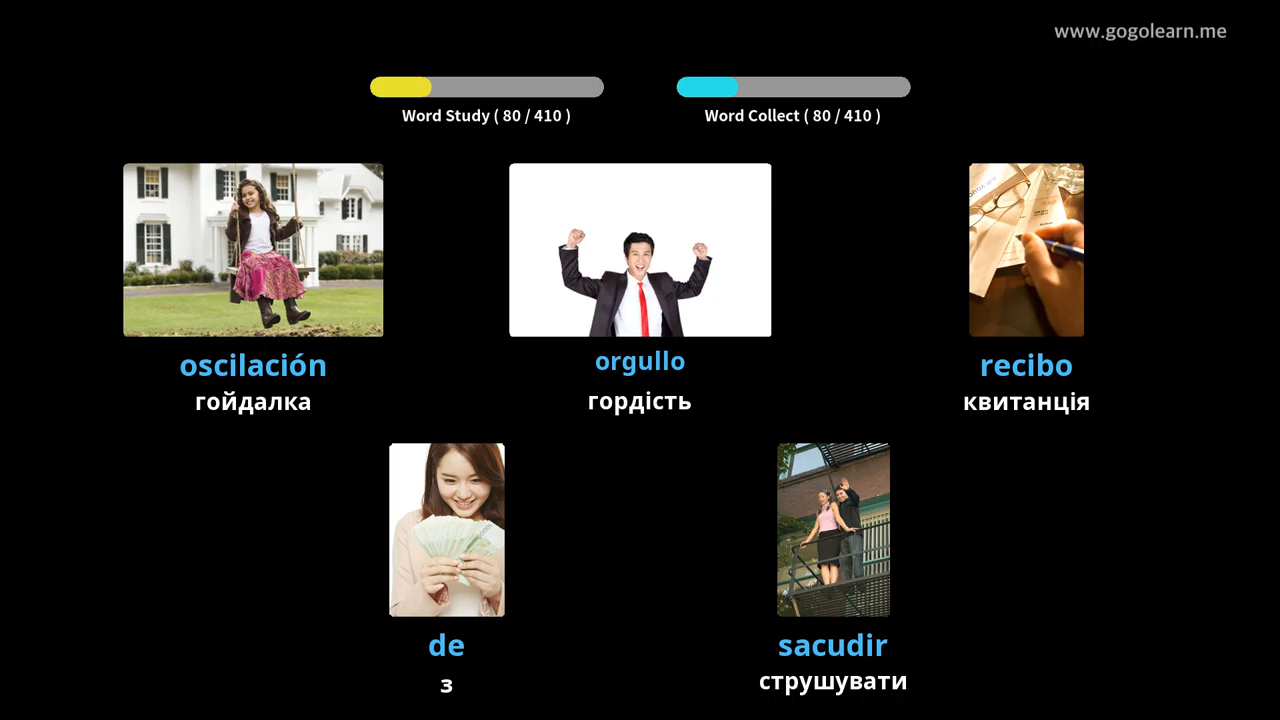 www.gogolearn.me
Word Study ( 80 / 410 )
Word Collect ( 80 / 410 )
oscilación
гойдалка
orgullo
гордість
recibo
квитанція
de
з
sacudir
струшувати